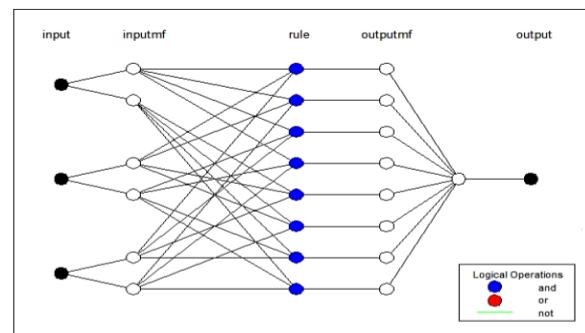 input inputmf rule outputmf output
Logical Operations
and
or
not